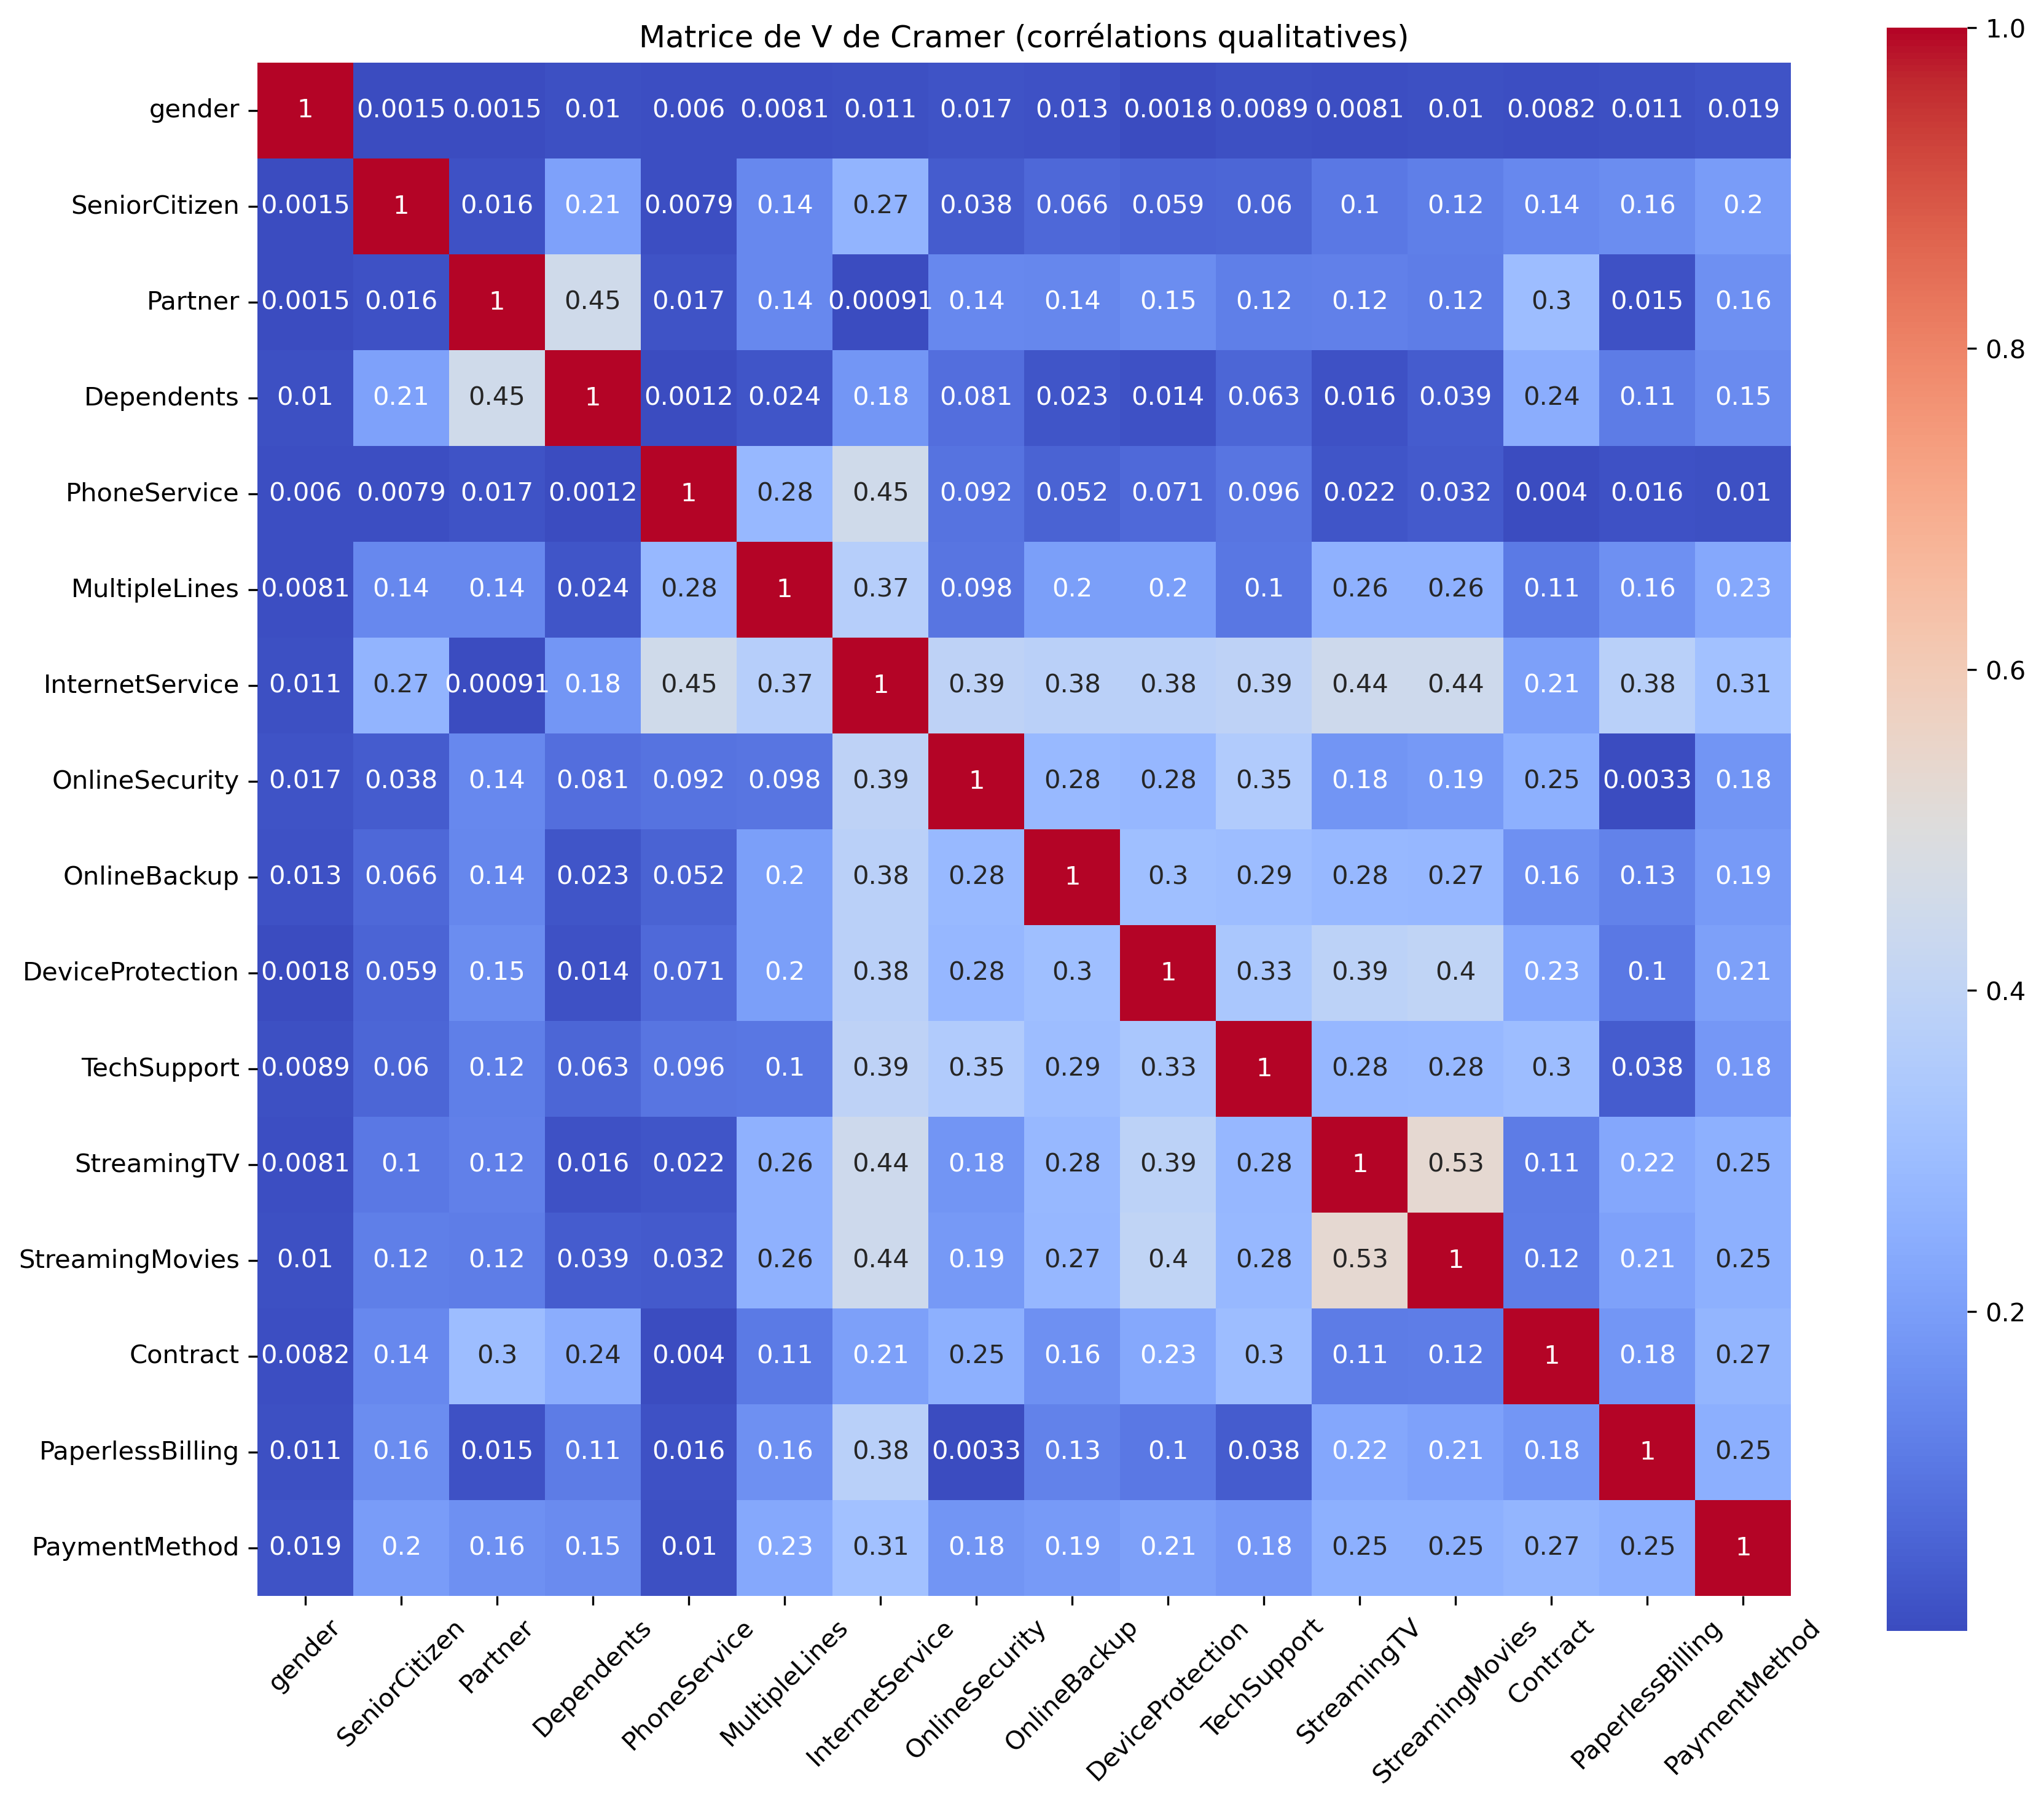 Matrice de V de Cramer (corrélations qualitatives)
gender 1 0.0015 0.0015 0.01 0.006 0.0081 0.011 0.017 0.013 0.0018 0.0089 0.0081 0.01 0.0082 0.011 0.019
SeniorCitizen 0.0015 1 0.016 0.21 0.0079 0.14 0.27 0.038 0.066 0.059 0.06 0.1 0.12 0.14 0.16 0.2
Partner 0.0015 0.016 1 0.45 0.017 0.14 0.00091 0.14 0.14 0.15 0.12 0.12 0.12 0.3 0.015 0.16
Dependents 0.01 0.21 0.45 1 0.0012 0.024 0.18 0.081 0.023 0.014 0.063 0.016 0.039 0.24 0.11 0.15
PhoneService 0.006 0.0079 0.017 0.0012 1 0.28 0.45 0.092 0.052 0.071 0.096 0.022 0.032 0.004 0.016 0.01
MultipleLines 0.0081 0.14 0.14 0.024 0.28 1 0.37 0.098 0.2 0.2 0.1 0.26 0.26 0.11 0.16 0.23
InternetService 0.011 0.27 0.00091 0.18 0.45 0.37 1 0.39 0.38 0.38 0.39 0.44 0.44 0.21 0.38 0.31
OnlineSecurity 0.017 0.038 0.14 0.081 0.092 0.098 0.39 1 0.28 0.28 0.35 0.18 0.19 0.25 0.0033 0.18
OnlineBackup 0.013 0.066 0.14 0.023 0.052 0.2 0.38 0.28 1 0.3 0.29 0.28 0.27 0.16 0.13 0.19
DeviceProtection 0.0018 0.059 0.15 0.014 0.071 0.2 0.38 0.28 0.3 1 0.33 0.39 0.4 0.23 0.1 0.21
TechSupport 0.0089 0.06 0.12 0.063 0.096 0.1 0.39 0.35 0.29 0.33 1 0.28 0.28 0.3 0.038 0.18
StreamingTV 0.0081 0.1 0.12 0.016 0.022 0.26 0.44 0.18 0.28 0.39 0.28 1 0.53 0.11 0.22 0.25
StreamingMovies 0.01 0.12 0.12 0.039 0.032 0.26 0.44 0.19 0.27 0.4 0.28 0.53 1 0.12 0.21 0.25
Contract 0.0082 0.14 0.3 0.24 0.004 0.11 0.21 0.25 0.16 0.23 0.3 0.11 0.12 1 0.18 0.27
PaperlessBilling 0.011 0.16 0.015 0.11 0.016 0.16 0.38 0.0033 0.13 0.1 0.038 0.22 0.21 0.18 1 0.25
PaymentMethod 0.019 0.2 0.16 0.15 0.01 0.23 0.31 0.18 0.19 0.21 0.18 0.25 0.25 0.27 0.25 1
gender SeniorCitizen Partner Dependents PhoneService MultipleLines InternetService OnlineSecurity OnlineBackup DeviceProtection TechSupport StreamingTV StreamingMovies Contract PaperlessBilling PaymentMethod
1.0
0.8
0.6
0.4
0.2